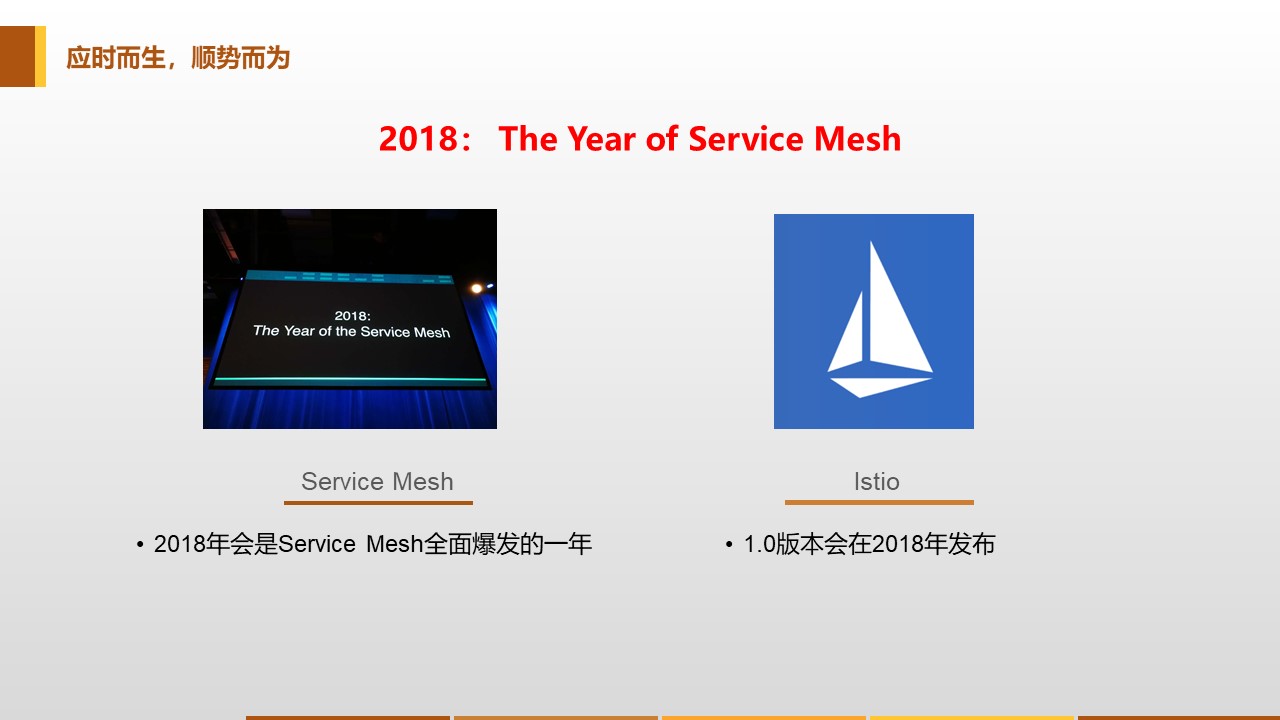 应时而生，顺势而为
2018： The Year of Service Mesh
2018:
The Year of the Service Mesh
Service Mesh
Istio
• 2018年会是Service Mesh全面爆发的一年
• 1.0版本会在2018年发布